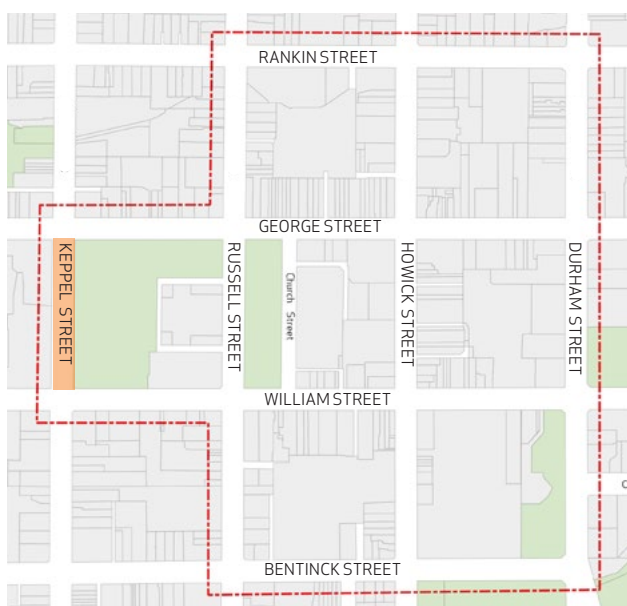 RANKIN STREET
GEORGE STREET
KEPPEL STREET
RUSSELL STREET
Church Street
HOWICK STREET
DURHAM STREET
WILLIAM STREET
BENTINCK STREET